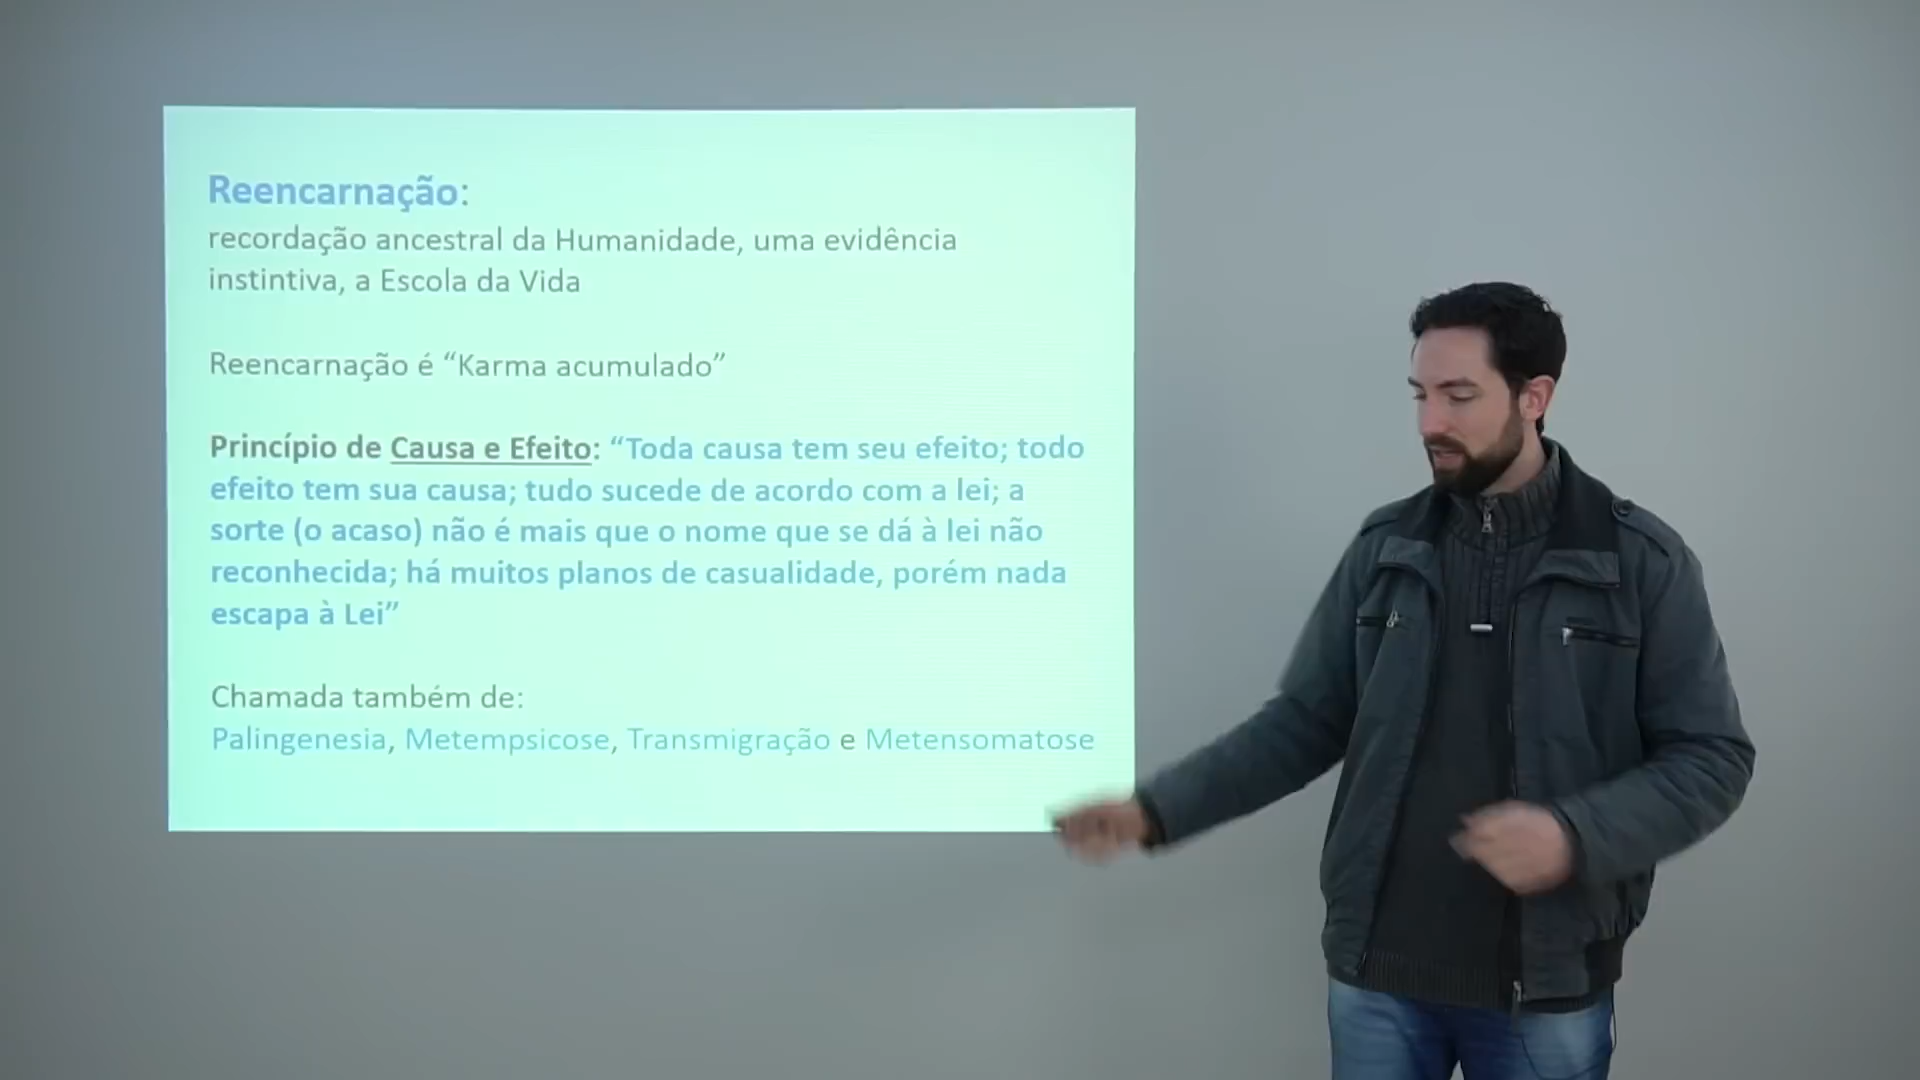 Reencarnação:
recordação ancestral da Humanidade, uma evidência
instintiva, a Escola da Vida
Reencarnação é “Karma acumulado”
Princípio de Causa e Efeito: “Toda causa tem seu efeito; todo
efeito tem sua causa; tudo sucede de acordo com a lei; a
sorte (o acaso) não é mais que o nome que se dá à lei não
reconhecida; há muitos planos de casualidade, porém nada
escapa à Lei”
Chamada também de:
Palingenesia, Metempsicose, Transmigração e Metensomatose